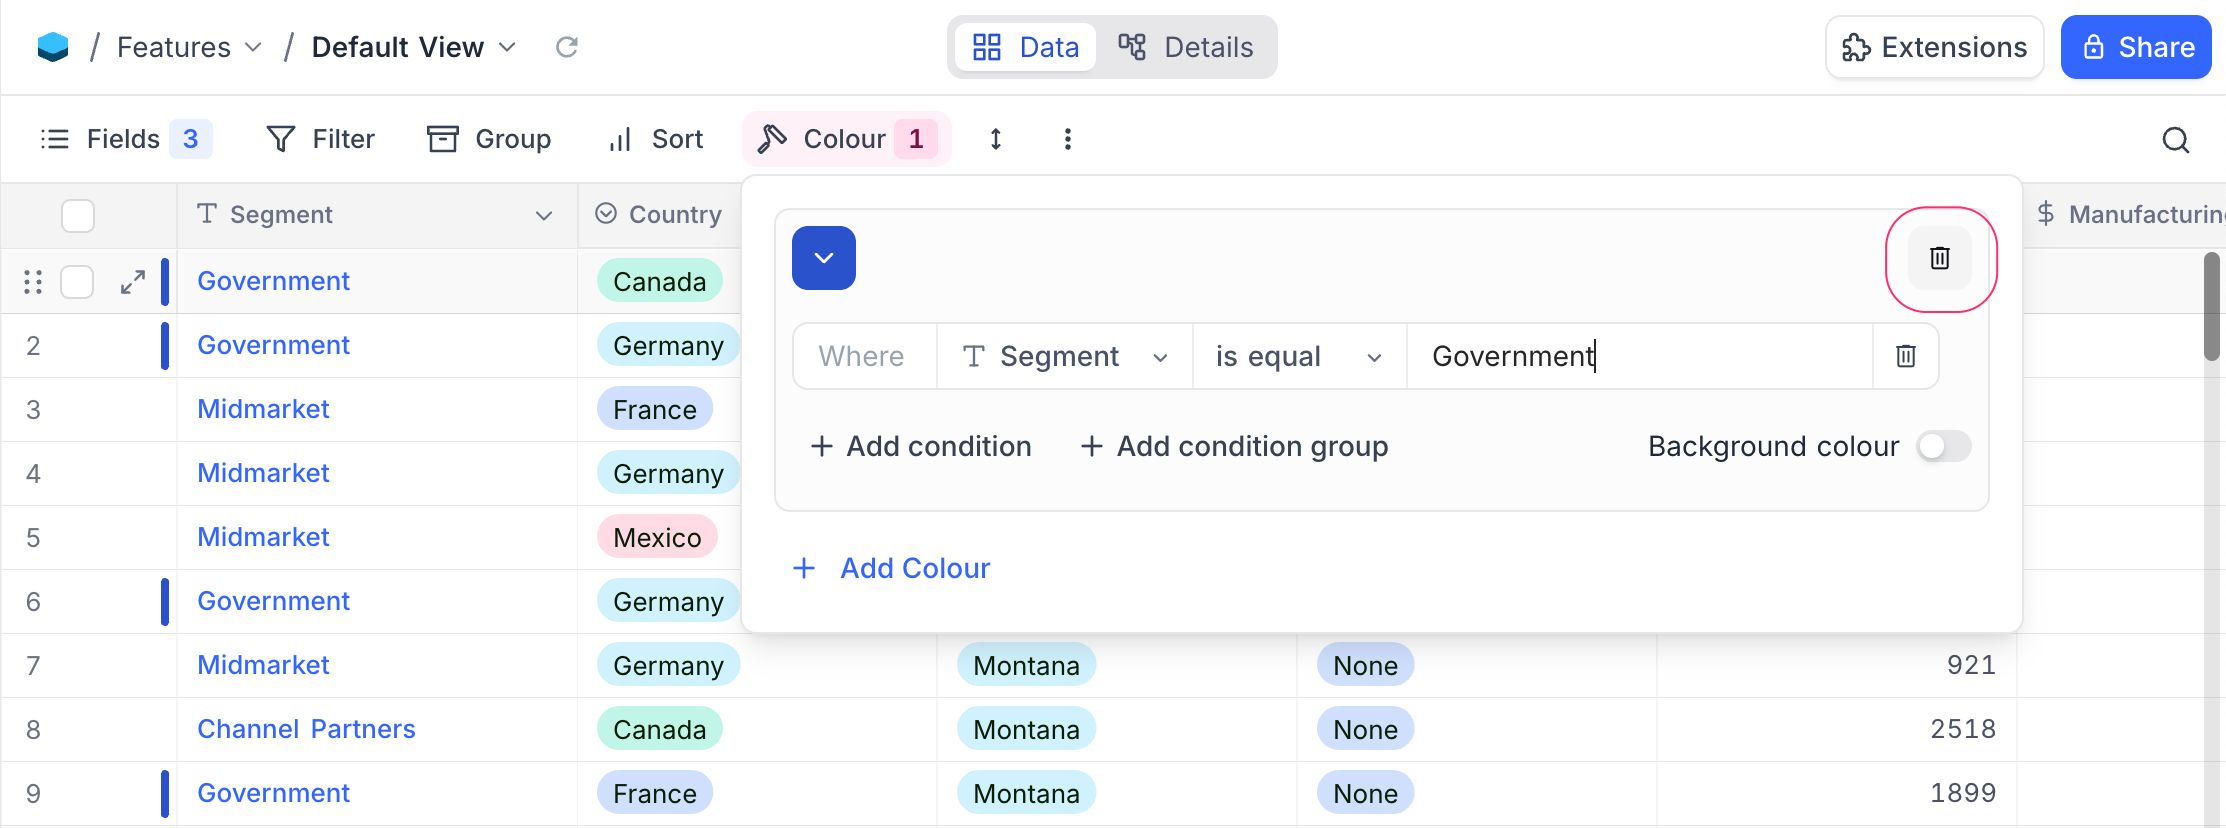 / Features / Default View
Data Details
Extensions Share
Fields 3 Filter Group Sort Colour 1
Segment Country
Government Canada
2 Government Germany
3 Midmarket France
4 Midmarket Germany
5 Midmarket Mexico
6 Government Germany
7 Midmarket Germany Montana None 921
8 Channel Partners Canada Montana None 2518
9 Government France Montana None 1899
Where Segment is equal Government
+ Add condition + Add condition group Background colour
+ Add Colour
$ Manufacturin